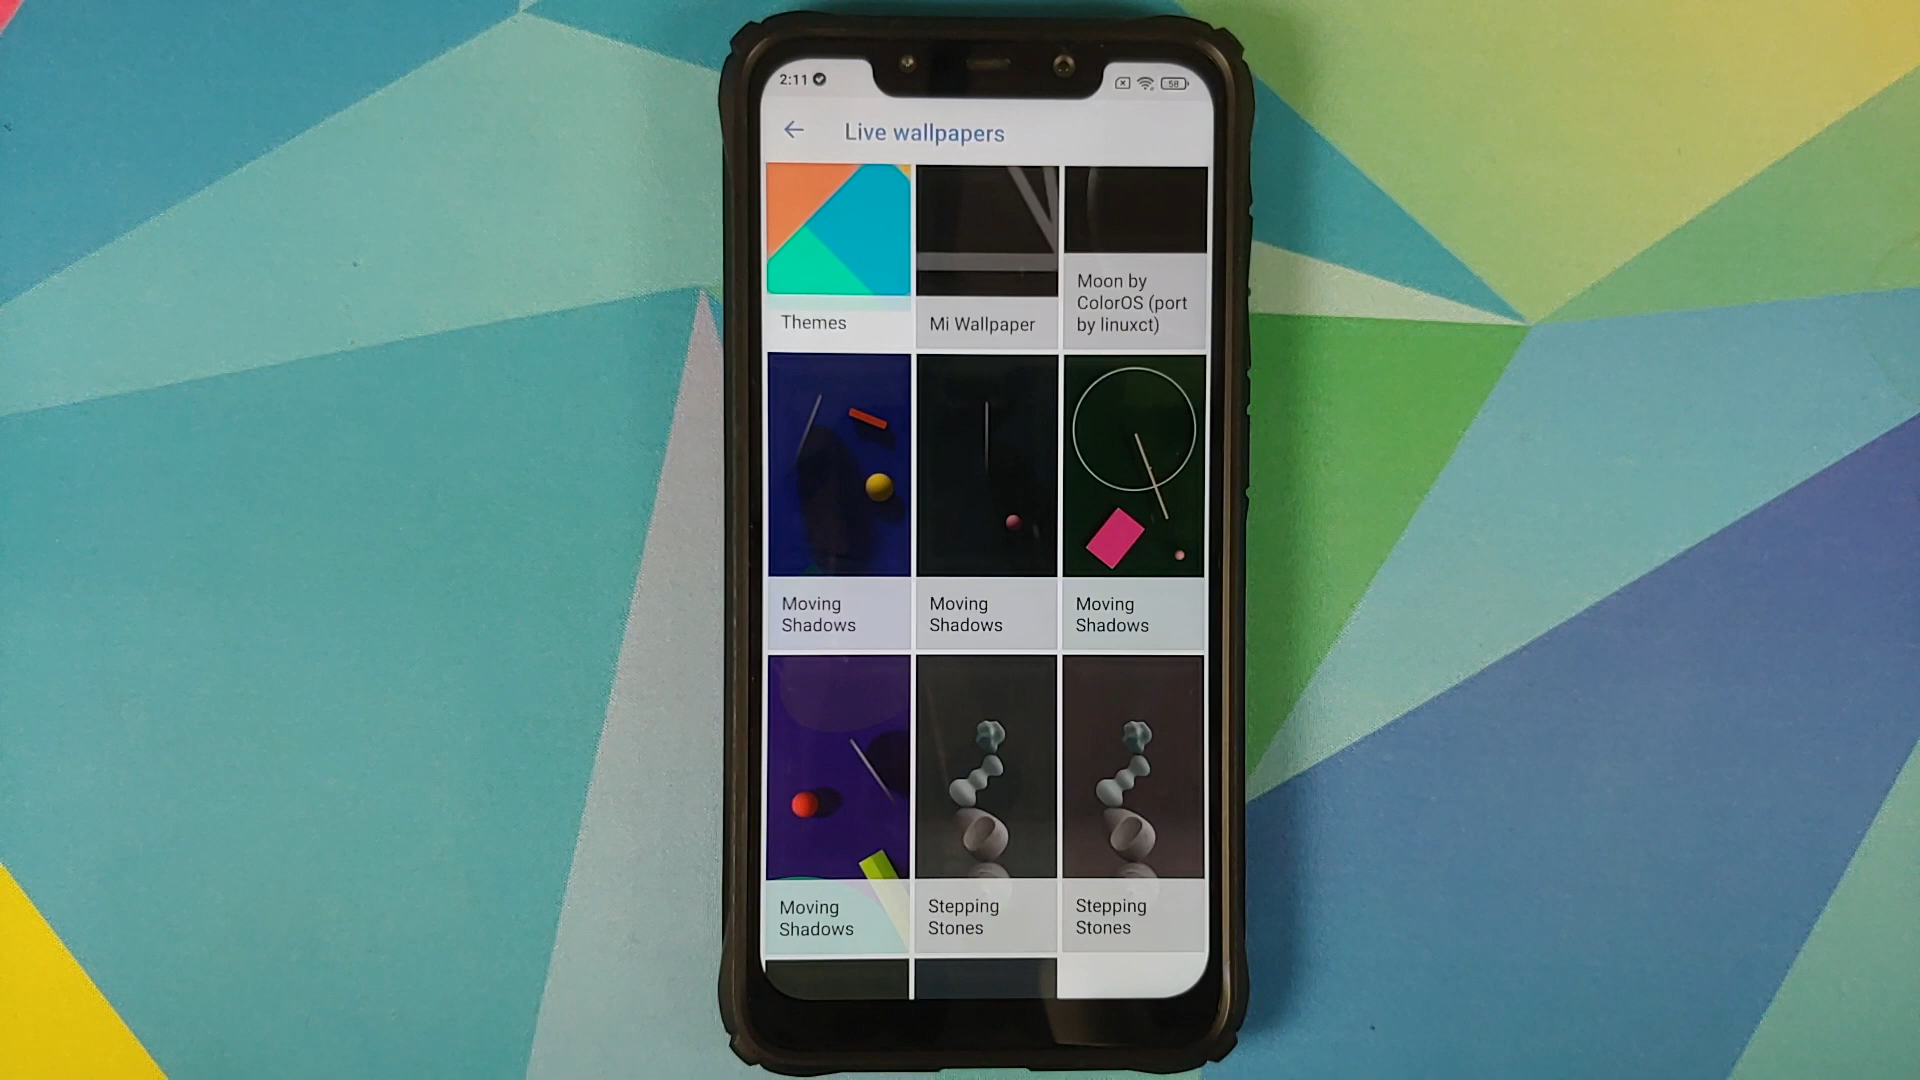 2:11
58
Live wallpapers
Themes
Mi Wallpaper
Moon by
ColorOS (port
by linuxct)
Moving
Shadows
Moving
Shadows
Moving
Shadows
Moving
Shadows
Stepping
Stones
Stepping
Stones